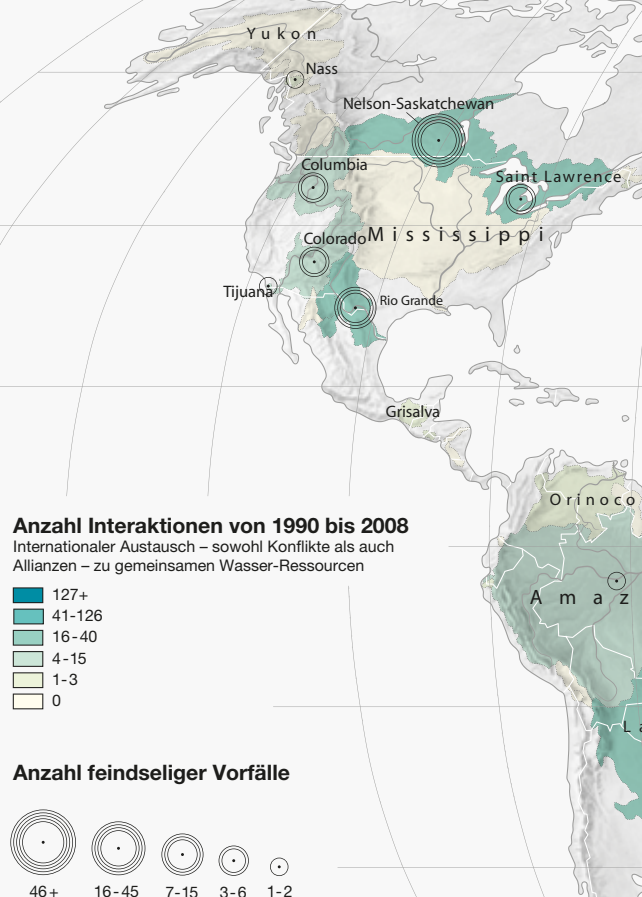 Yukon
Nass
Nelson-Saskatchewan
Columbia
Saint Lawrence
Colorado
Mississippi
Tijuana
Rio Grande
Grisalva
Orinoco
Amaz
La
Anzahl Interaktionen von 1990 bis 2008
Internationaler Austausch – sowohl Konflikte als auch
Allianzen – zu gemeinsamen Wasser-Ressourcen
127+
41-126
16-40
4-15
1-3
0
Anzahl feindseliger Vorfälle
46+ 16-45 7-15 3-6 1-2